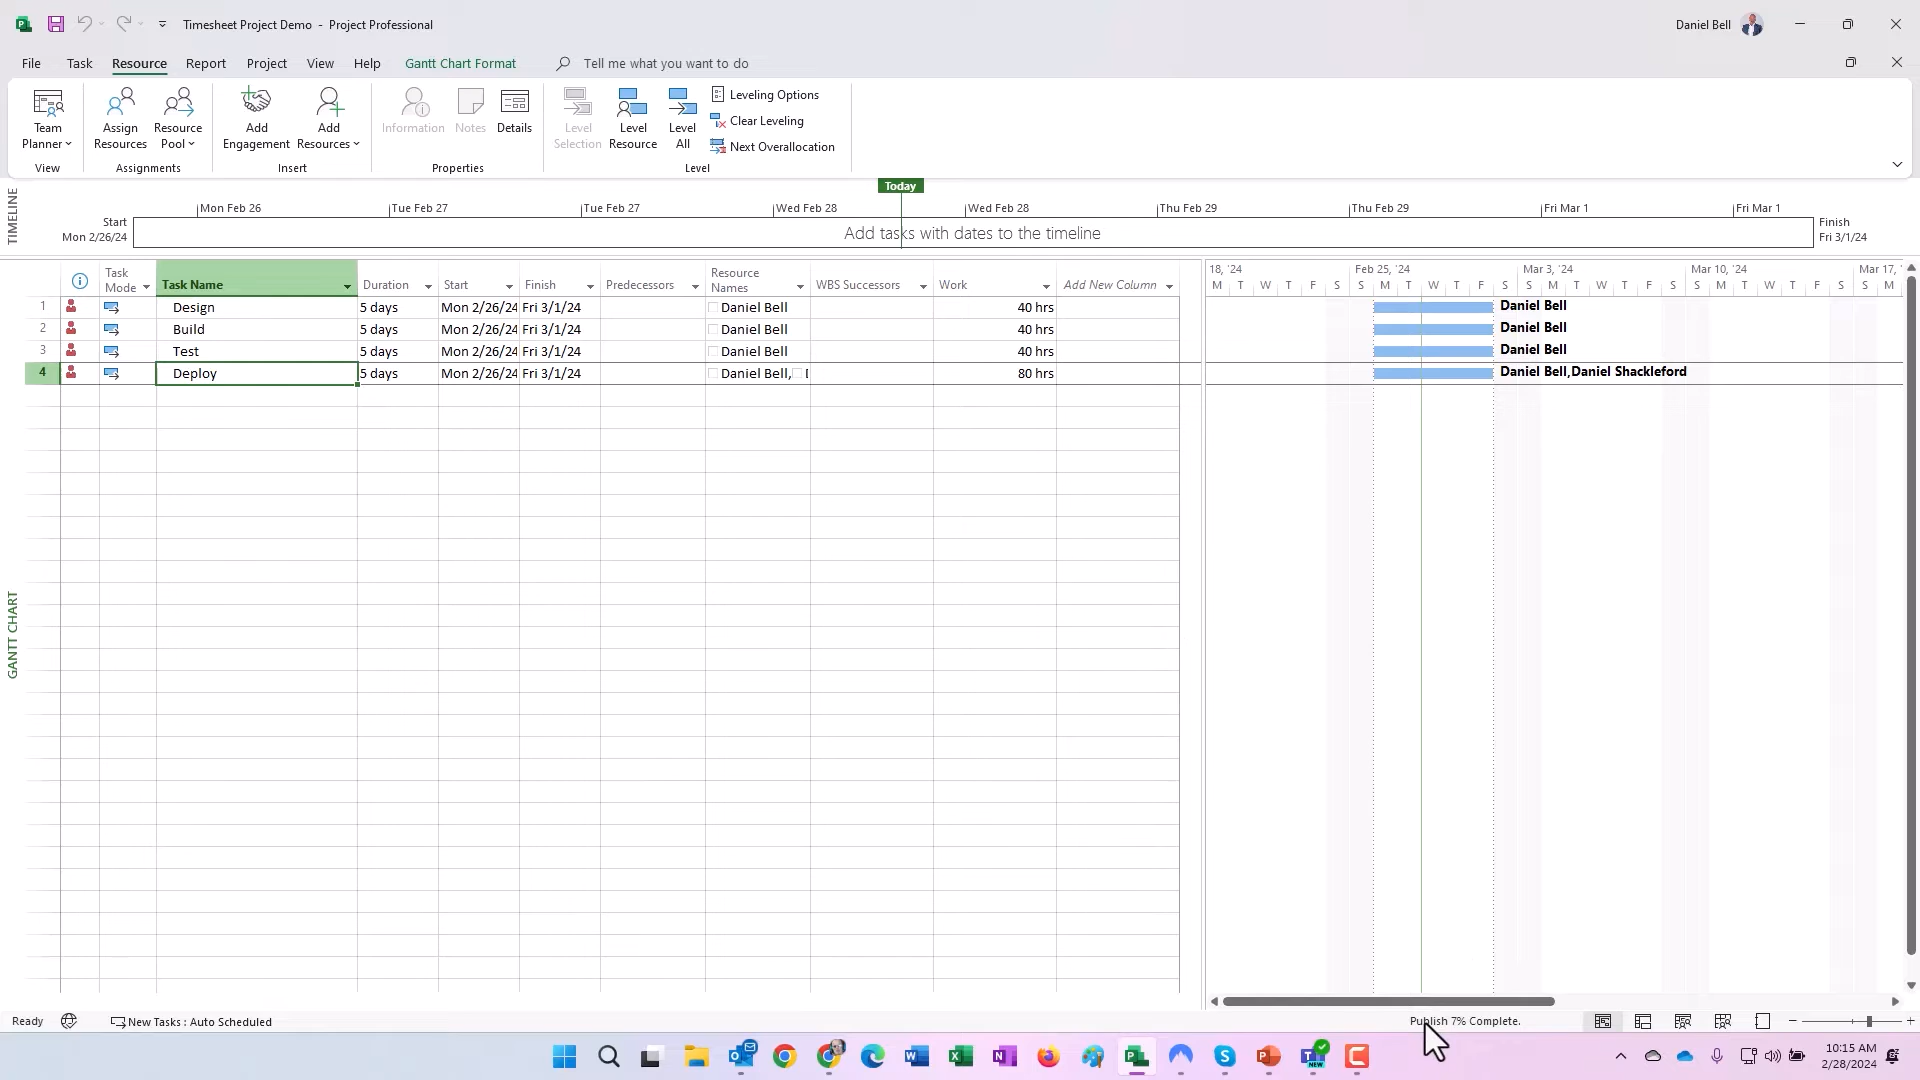 Timesheet Project Demo - Project Professional
Daniel Bell
File Task Resource Report Project View Help Gantt Chart Format Tell me what you want to do
Team Planner
Assign Resources
Resource Pool
Add Engagement
Add Resources
Information
Notes
Details
Level Selection
Level Resource
Level All
Leveling Options
Clear Leveling
Next Overallocation
View Assignments Insert Properties Level
TIMELINE
Today
Mon Feb 26 Tue Feb 27 Tue Feb 27 Wed Feb 28 Wed Feb 28 Thu Feb 29 Thu Feb 29 Fri Mar 1 Fri Mar 1
Start
Mon 2/26/24
Add tasks with dates to the timeline
Finish
Fri 3/1/24
GANTT CHART
Task Mode Task Name Duration Start Finish Predecessors Resource Names WBS Successors Work Add New Column
18, '24 Feb 25, '24 Mar 3, '24 Mar 10, '24 Mar 17, '
M T W T F S S M T W T F S S M T W T F S S M T W T F S S M
1 Design 5 days Mon 2/26/24 Fri 3/1/24 Daniel Bell 40 hrs Daniel Bell
2 Build 5 days Mon 2/26/24 Fri 3/1/24 Daniel Bell 40 hrs Daniel Bell
3 Test 5 days Mon 2/26/24 Fri 3/1/24 Daniel Bell 40 hrs Daniel Bell
4 Deploy 5 days Mon 2/26/24 Fri 3/1/24 Daniel Bell, 80 hrs Daniel Bell,Daniel Shackleford
Ready New Tasks : Auto Scheduled Publish 7% Complete.
NEW
10:15 AM
2/28/2024